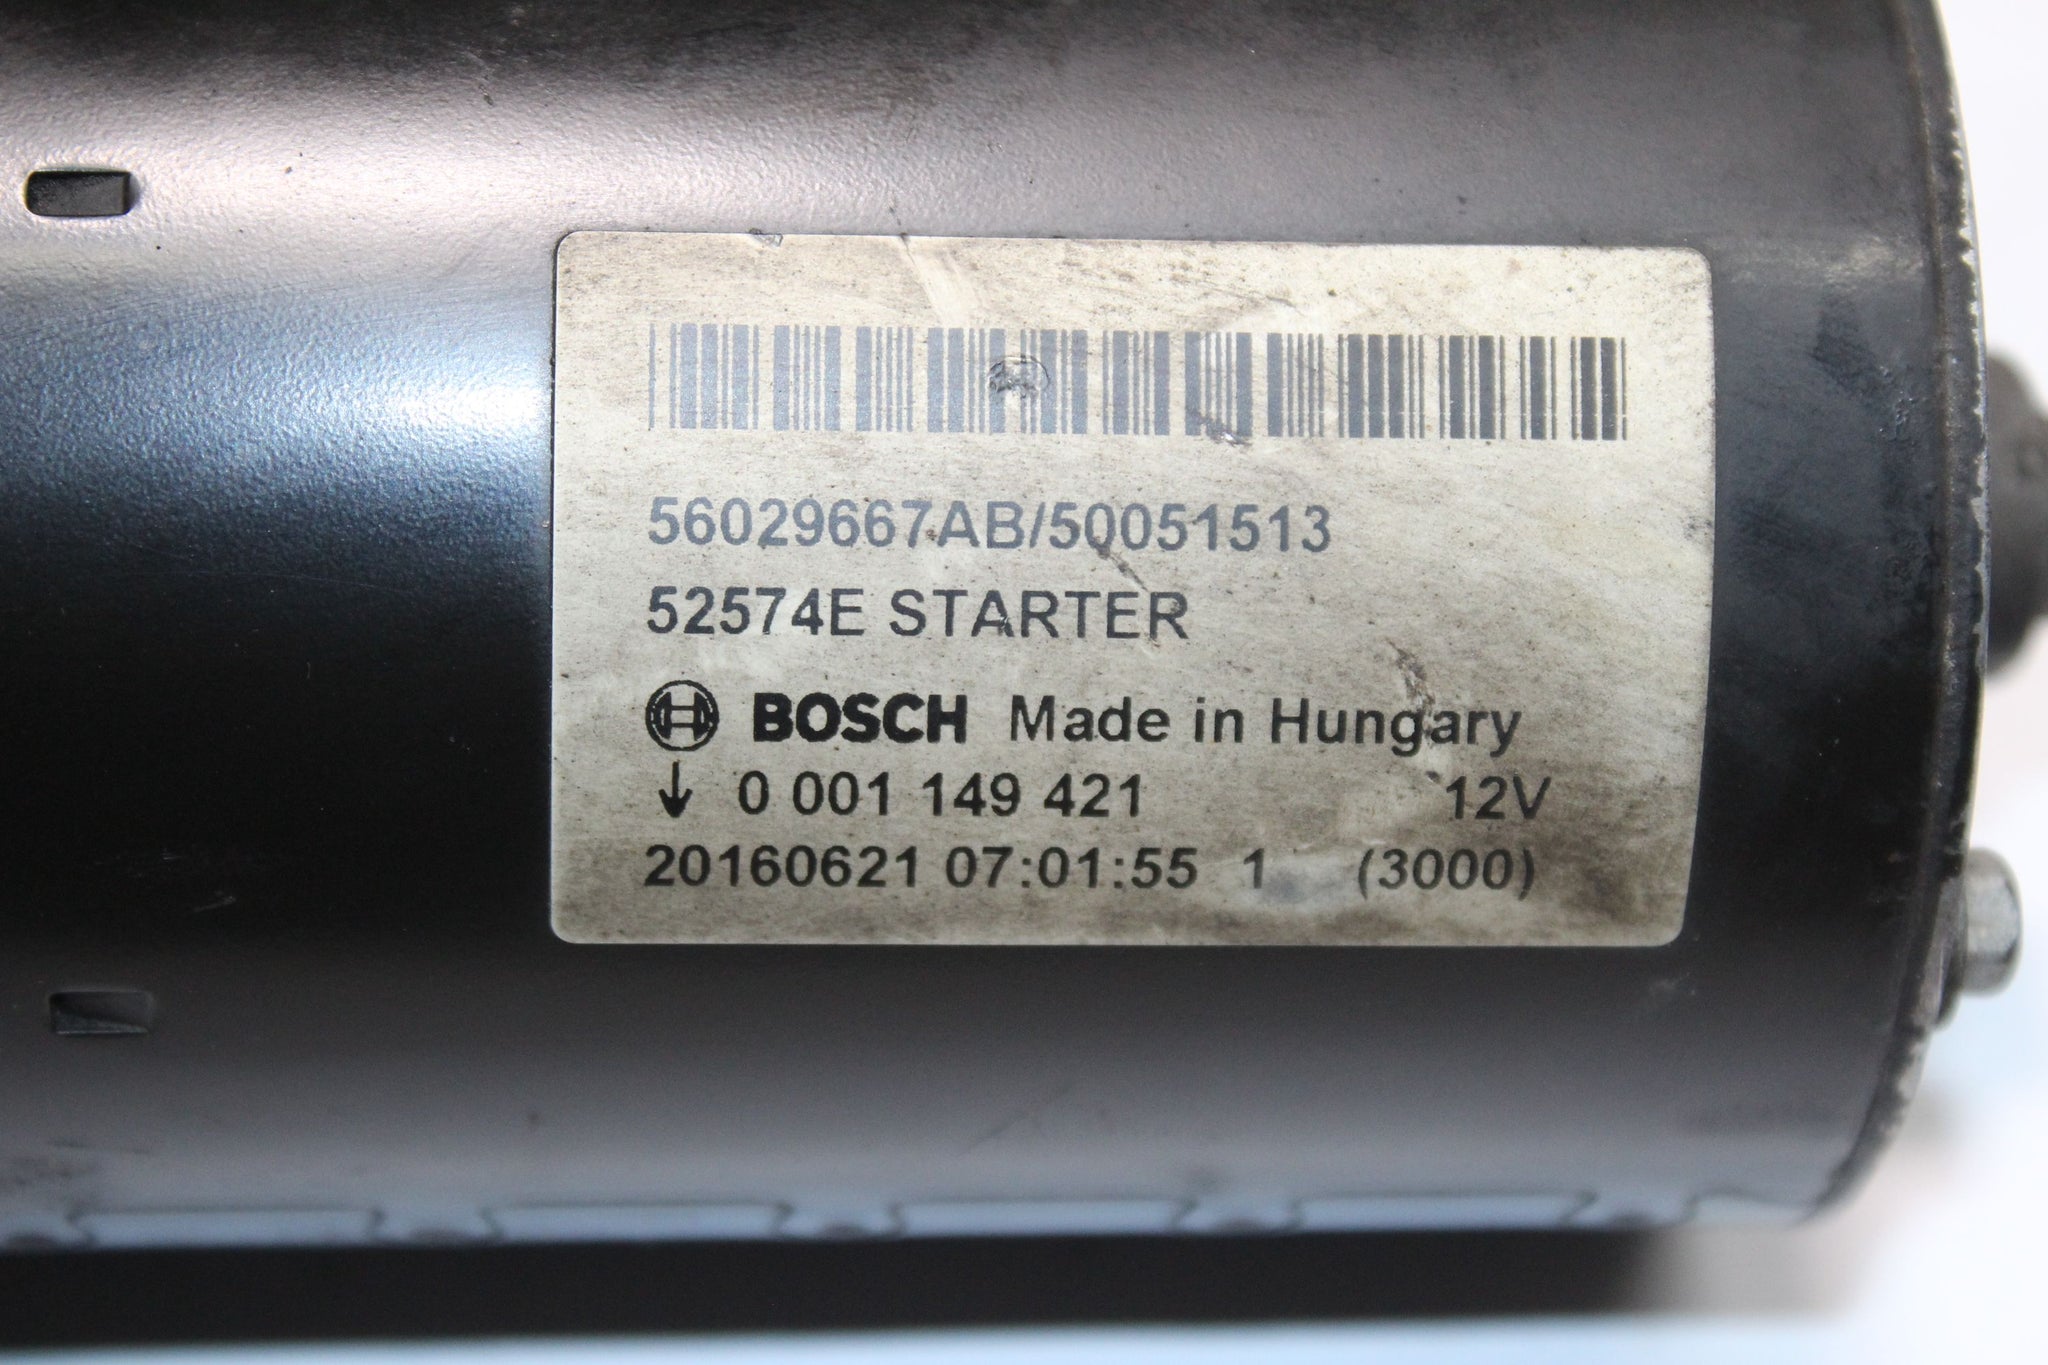 56029667AB/50051513
52574E STARTER
BOSCH Made in Hungary
↓ 0 001 149 421 12V
20160621 07:01:55 1 (3000)